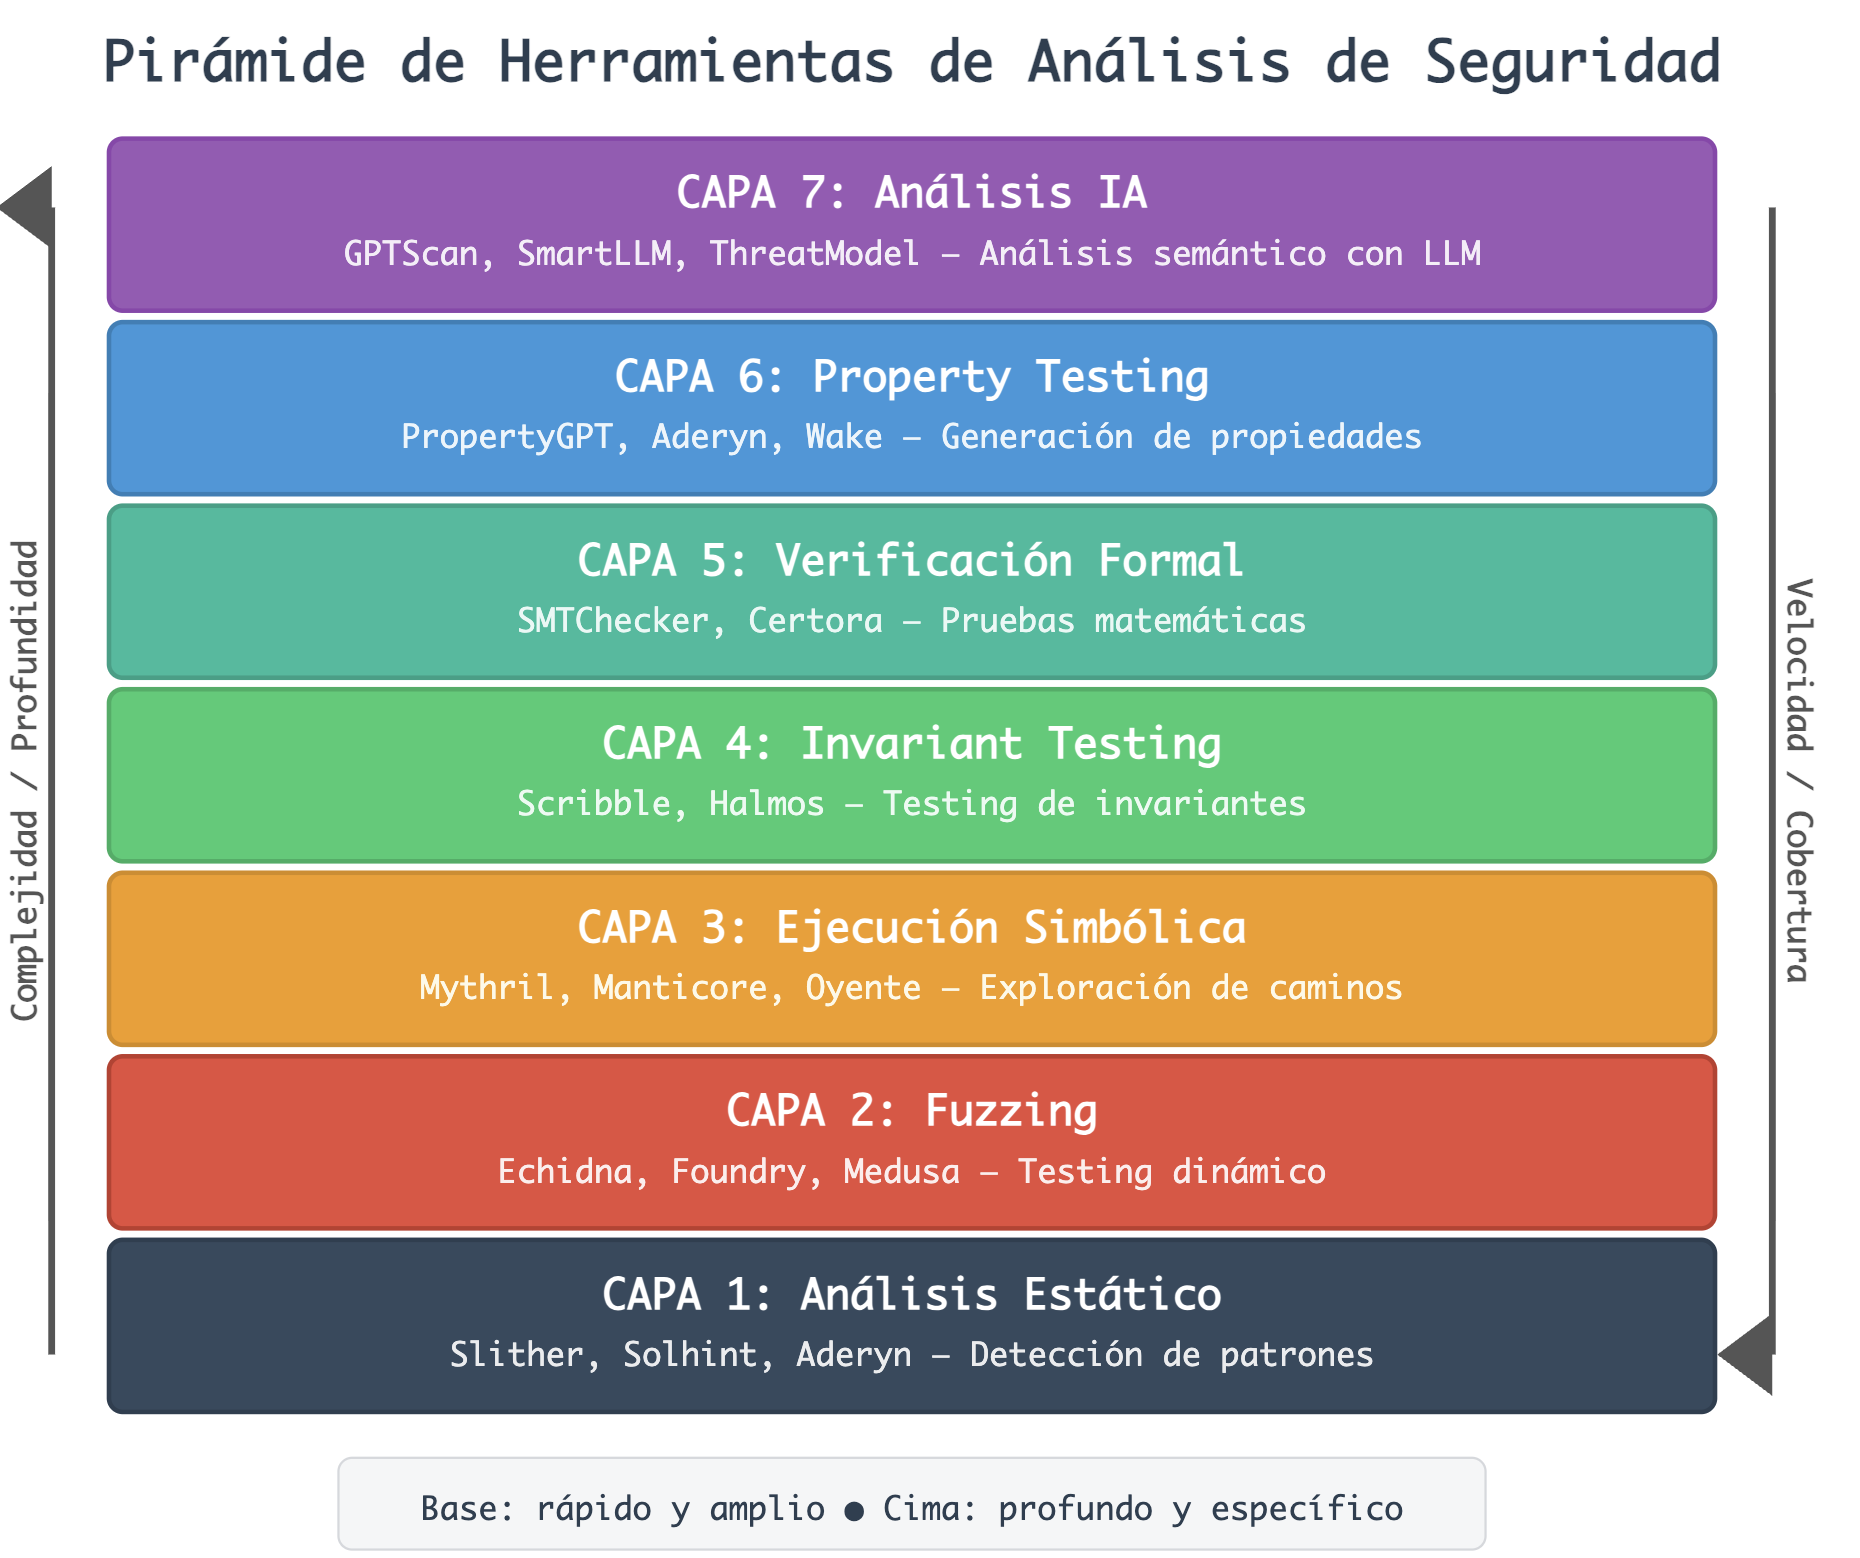 Pirámide de Herramientas de Análisis de Seguridad
CAPA 7: Análisis IA
GPTScan, SmartLLM, ThreatModel — Análisis semántico con LLM
CAPA 6: Property Testing
PropertyGPT, Aderyn, Wake — Generación de propiedades
CAPA 5: Verificación Formal
SMTChecker, Certora — Pruebas matemáticas
CAPA 4: Invariant Testing
Scribble, Halmos — Testing de invariantes
CAPA 3: Ejecución Simbólica
Mythril, Manticore, Oyente — Exploración de caminos
CAPA 2: Fuzzing
Echidna, Foundry, Medusa — Testing dinámico
CAPA 1: Análisis Estático
Slither, Solhint, Aderyn — Detección de patrones
Complejidad / Profundidad
Velocidad / Cobertura
Base: rápido y amplio ● Cima: profundo y específico